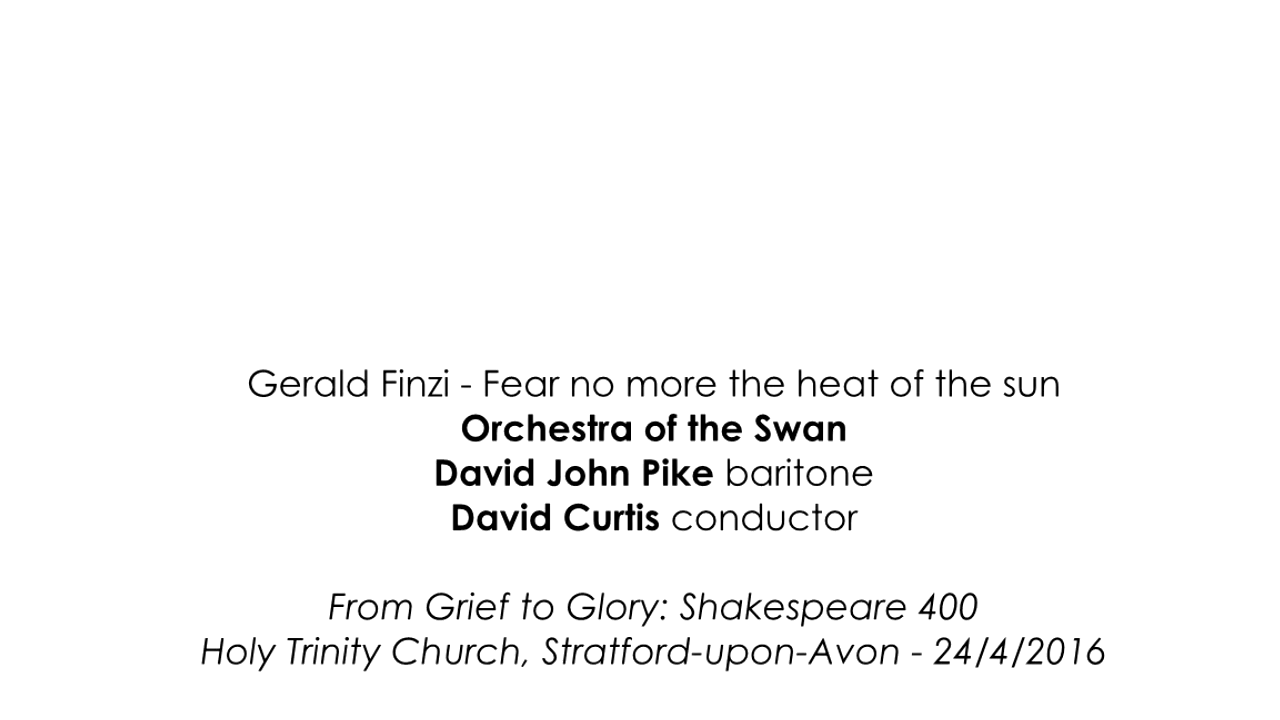 Gerald Finzi - Fear no more the heat of the sun
Orchestra of the Swan
David John Pike baritone
David Curtis conductor
From Grief to Glory: Shakespeare 400
Holy Trinity Church, Stratford-upon-Avon - 24/4/2016